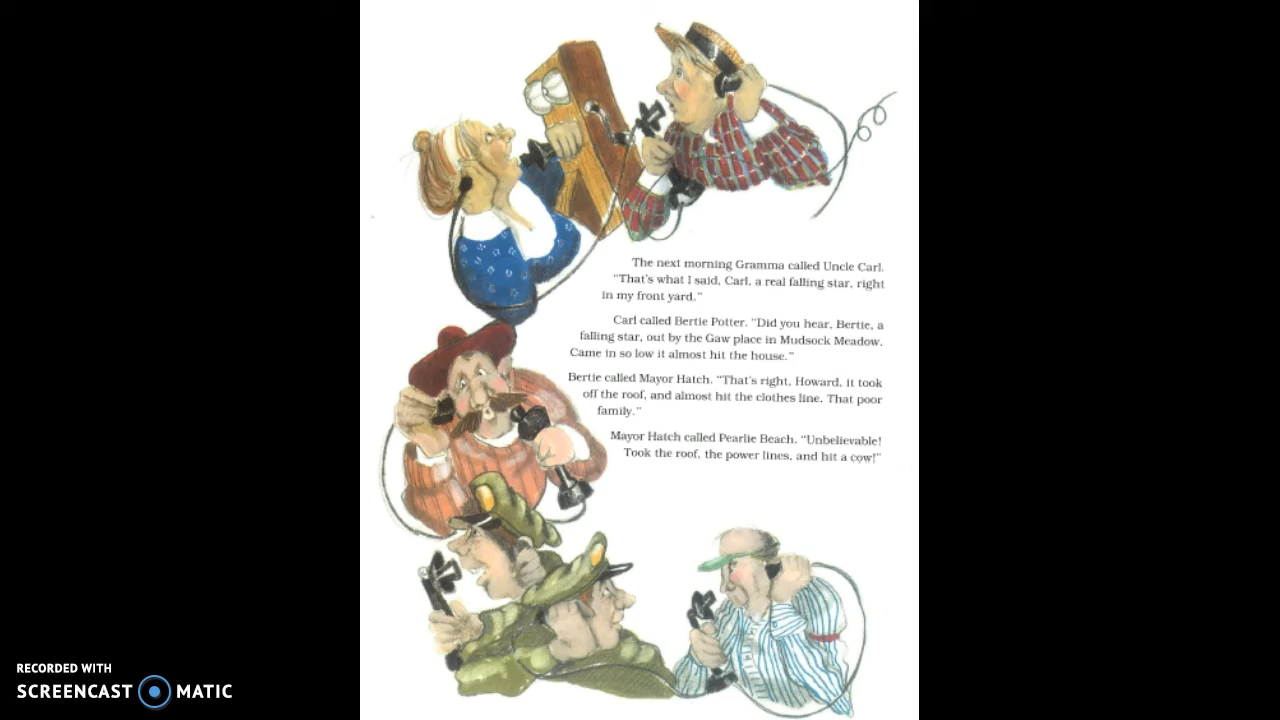 The next morning Gramma called Uncle Carl.
"That's what I said, Carl, a real falling star, right
in my front yard."
Carl called Bertie Potter. "Did you hear, Bertie, a
falling star, out by the Gaw place in Mudsock Meadow.
Came in so low it almost hit the house."
Bertie called Mayor Hatch. "That's right, Howard, it took
off the roof, and almost hit the clothes line. That poor
family."
Mayor Hatch called Pearlie Beach. "Unbelievable!
Took the roof, the power lines, and hit a cow!"
RECORDED WITH
SCREENCAST MATIC